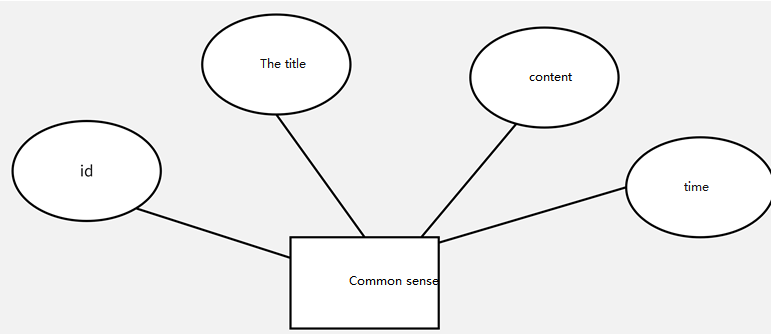 The title
content
id
time
Common sense